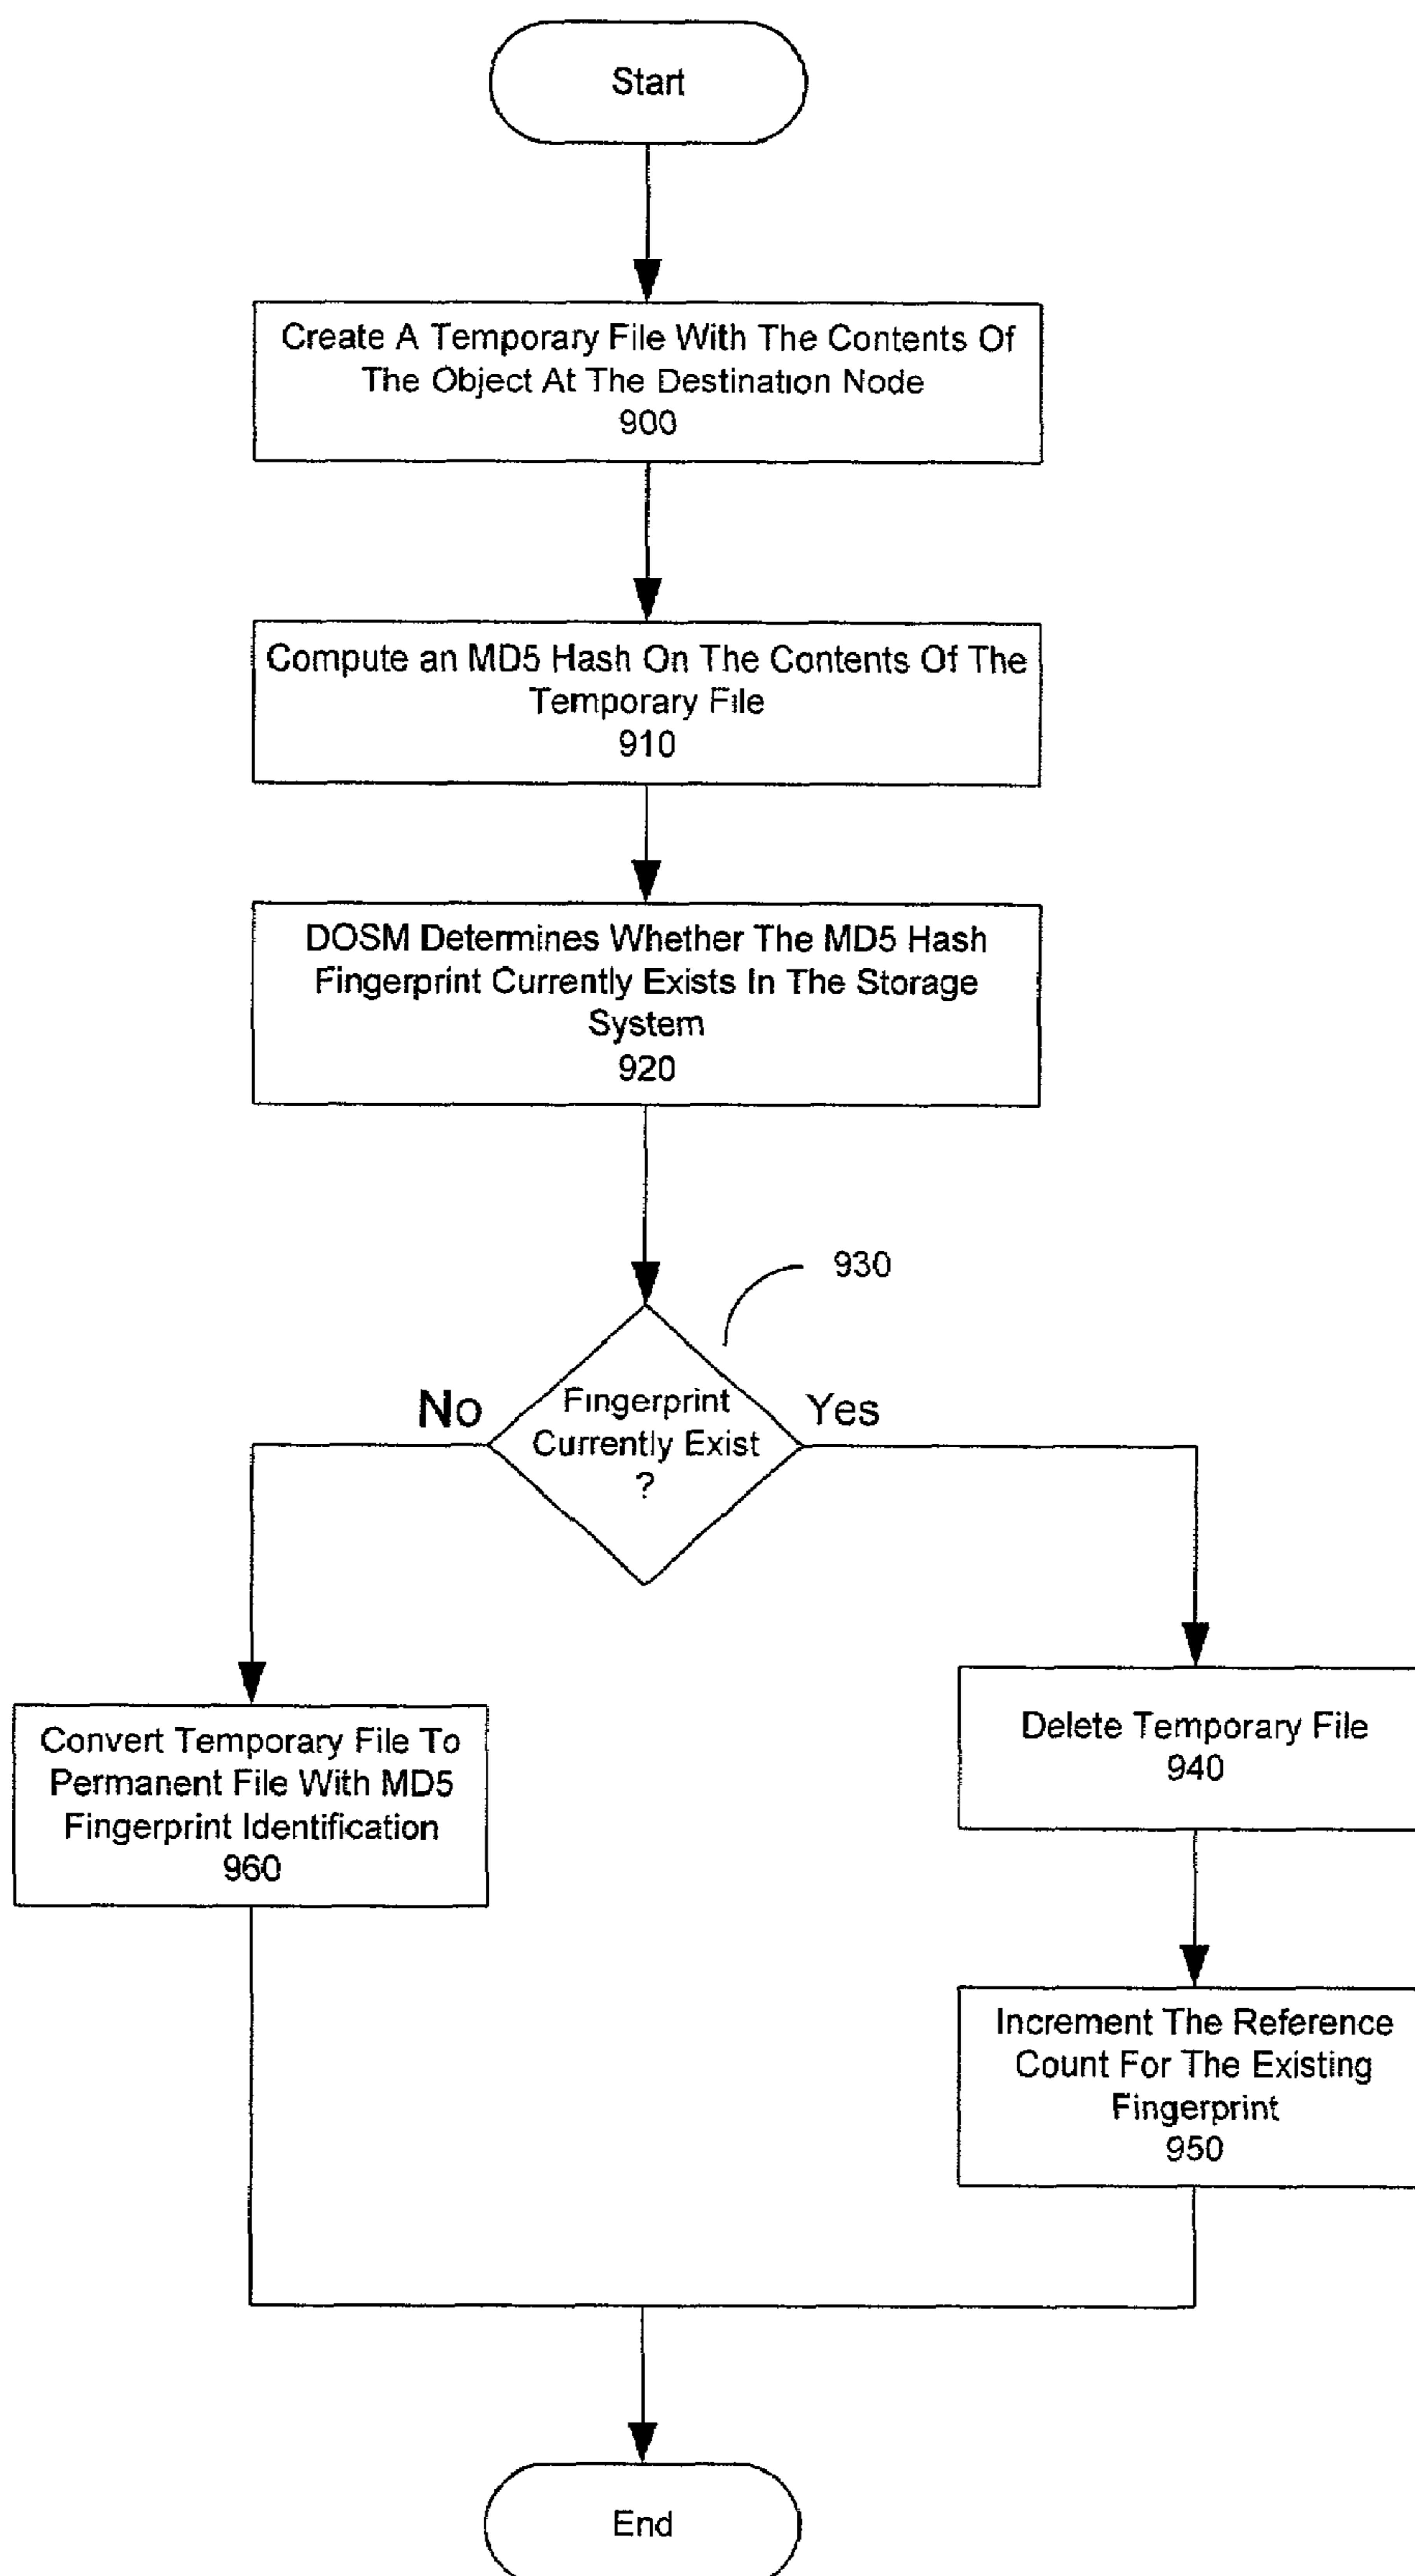 Start
Create A Temporary File With The Contents Of
The Object At The Destination Node
900
Compute an MD5 Hash On The Contents Of The
Temporary File
910
DOSM Determines Whether The MD5 Hash
Fingerprint Currently Exists In The Storage
System
920
930
No
Fingerprint
Currently Exist
?
Yes
Convert Temporary File To
Permanent File With MD5
Fingerprint Identification
960
Delete Temporary File
940
Increment The Reference
Count For The Existing
Fingerprint
950
End